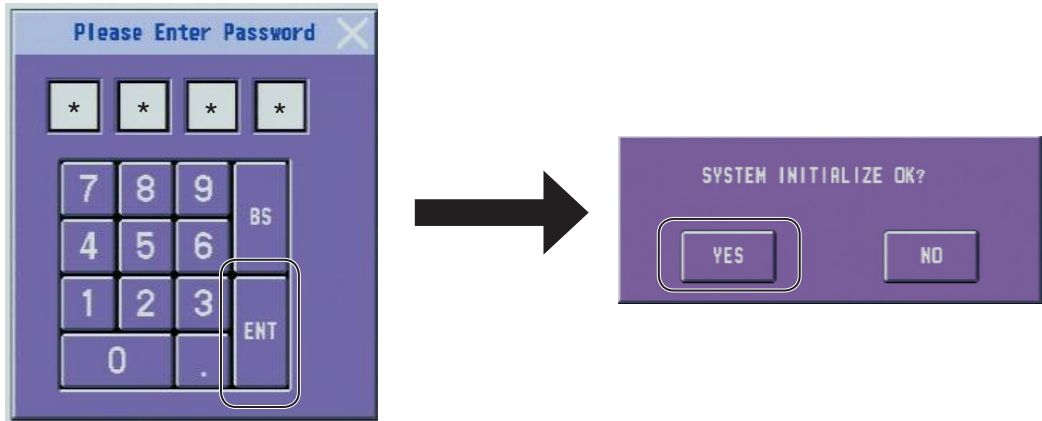 Please Enter Password
* * * *
7 8 9 BS
4 5 6
1 2 3 ENT
0 .
SYSTEM INITIALIZE OK?
YES NO